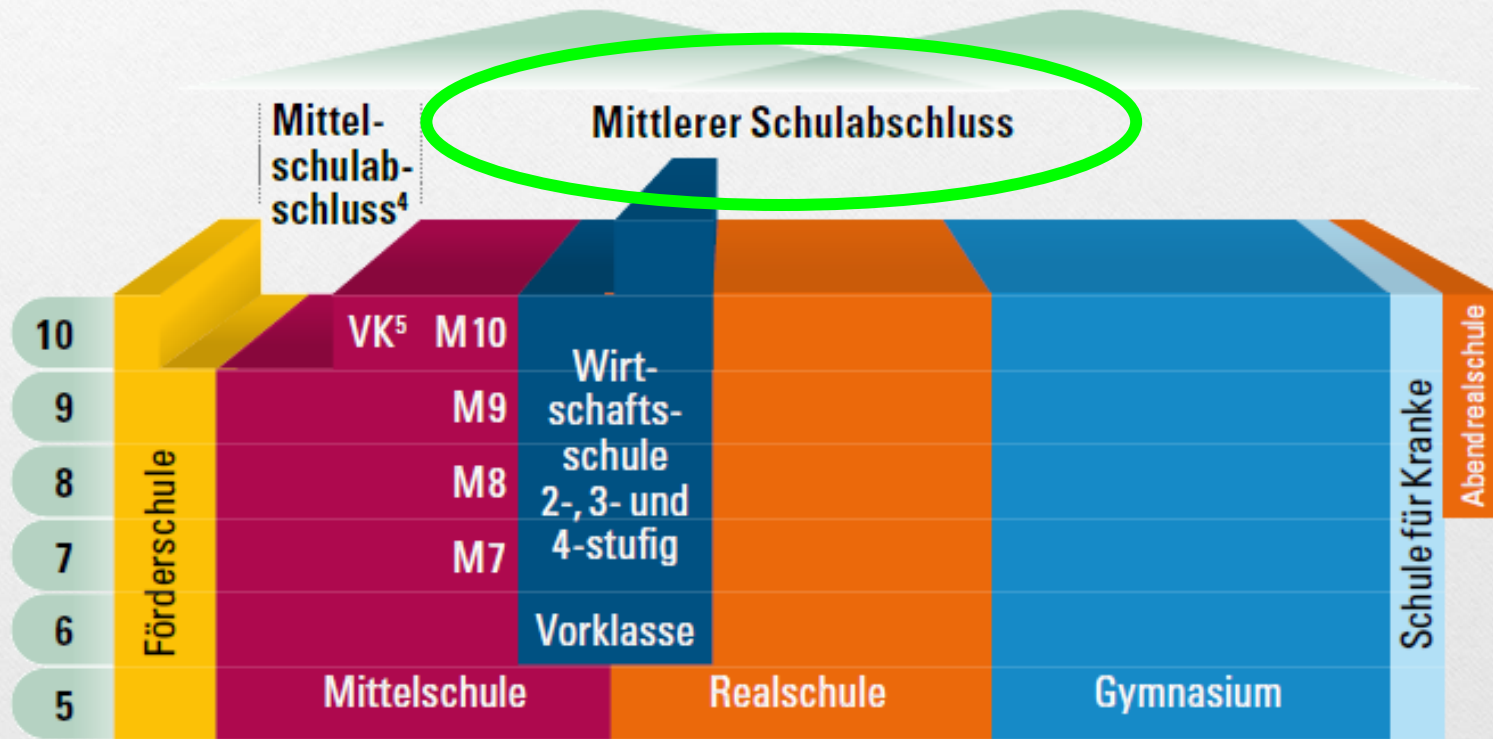 Mittel-
schulab-
schluss⁴
Mittlerer Schulabschluss
10
VK⁵ M10
9
M9
8
M8
7
M7
6
5
Förderschule
Mittelschule
Wirt-
schafts-
schule
2-, 3- und
4-stufig
Vorklasse
Realschule
Gymnasium
Schule für Kranke
Abendrealschule